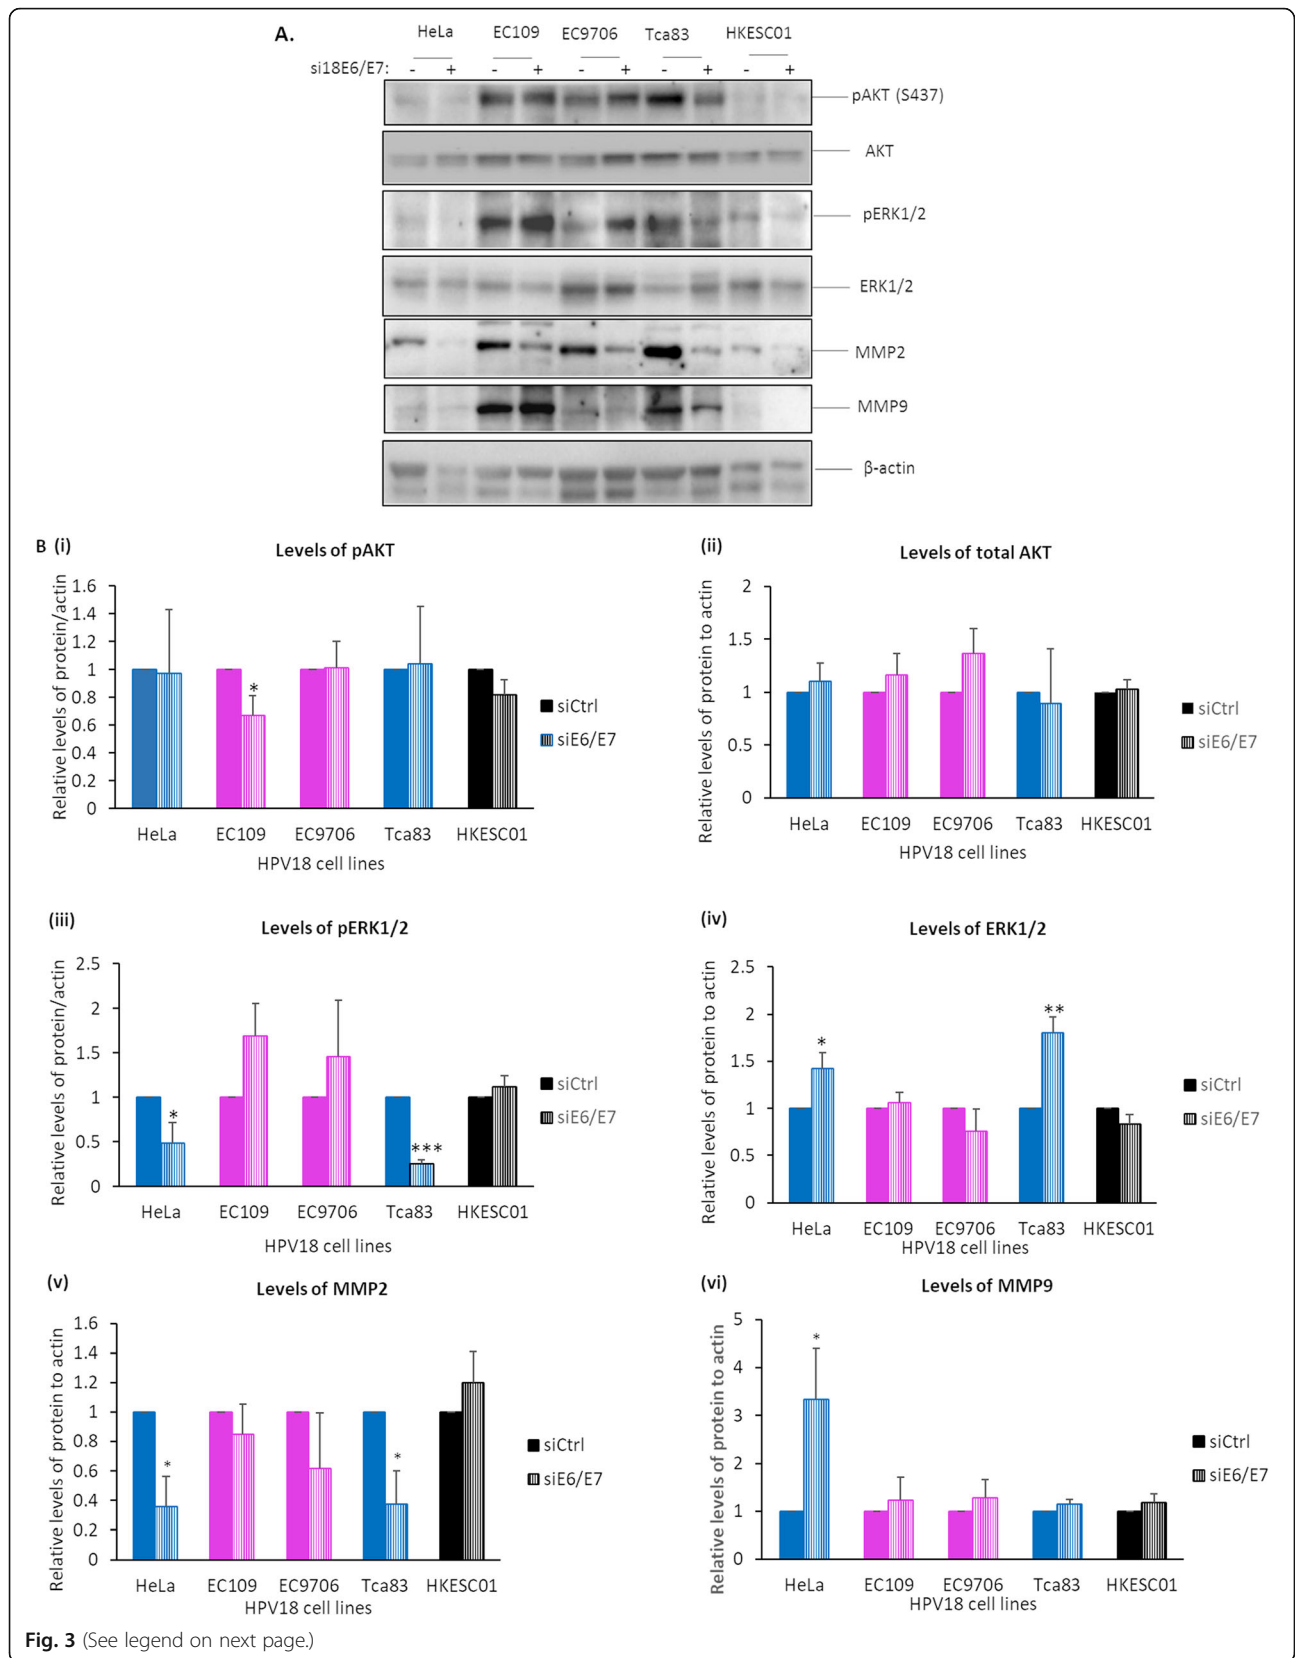 A.
HeLa EC109 EC9706 Tca83 HKESC01
si18E6/E7: - + - + - + - + - +
pAKT (S437)
AKT
pERK1/2
ERK1/2
MMP2
MMP9
β-actin
B (i)
Levels of pAKT
Relative levels of protein/actin
1.6
1.4
1.2
1
0.8
0.6
0.4
0.2
0
*
HeLa EC109 EC9706 Tca83 HKESC01
HPV18 cell lines
siCtrl
siE6/E7
(ii)
Levels of total AKT
Relative levels of protein to actin
2
1.5
1
0.5
0
HeLa EC109 EC9706 Tca83 HKESC01
HPV18 cell lines
siCtrl
siE6/E7
(iii)
Levels of pERK1/2
Relative levels of protein/actin
2.5
2
1.5
1
0.5
0
* ***
HeLa EC109 EC9706 Tca83 HKESC01
HPV18 cell lines
siCtrl
siE6/E7
(iv)
Levels of ERK1/2
Relative levels of protein to actin
2.5
2
1.5
1
0.5
0
* **
HeLa EC109 EC9706 Tca83 HKESC01
HPV18 cell lines
siCtrl
siE6/E7
(v)
Levels of MMP2
Relative levels of protein to actin
1.6
1.4
1.2
1
0.8
0.6
0.4
0.2
0
* *
HeLa EC109 EC9706 Tca83 HKESC01
HPV18 cell lines
siCtrl
siE6/E7
(vi)
Levels of MMP9
Relative levels of protein to actin
5
4
3
2
1
0
*
HeLa EC109 EC9706 Tca83 HKESC01
HPV18 cell lines
siCtrl
siE6/E7
Fig. 3 (See legend on next page.)